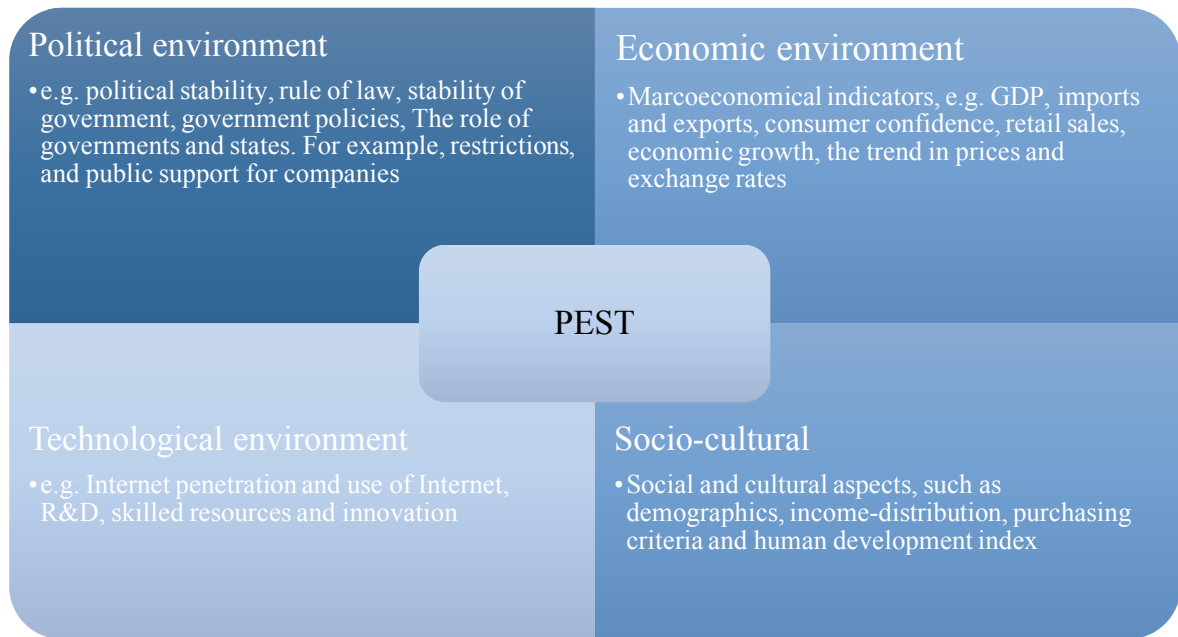 Political environment
•e.g. political stability, rule of law, stability of
government, government policies, The role of
governments and states. For example, restrictions,
and public support for companies
Economic environment
•Marcoeconomical indicators, e.g. GDP, imports
and exports, consumer confidence, retail sales,
economic growth, the trend in prices and
exchange rates
PEST
Technological environment
•e.g. Internet penetration and use of Internet,
R&D, skilled resources and innovation
Socio-cultural
•Social and cultural aspects, such as
demographics, income-distribution, purchasing
criteria and human development index